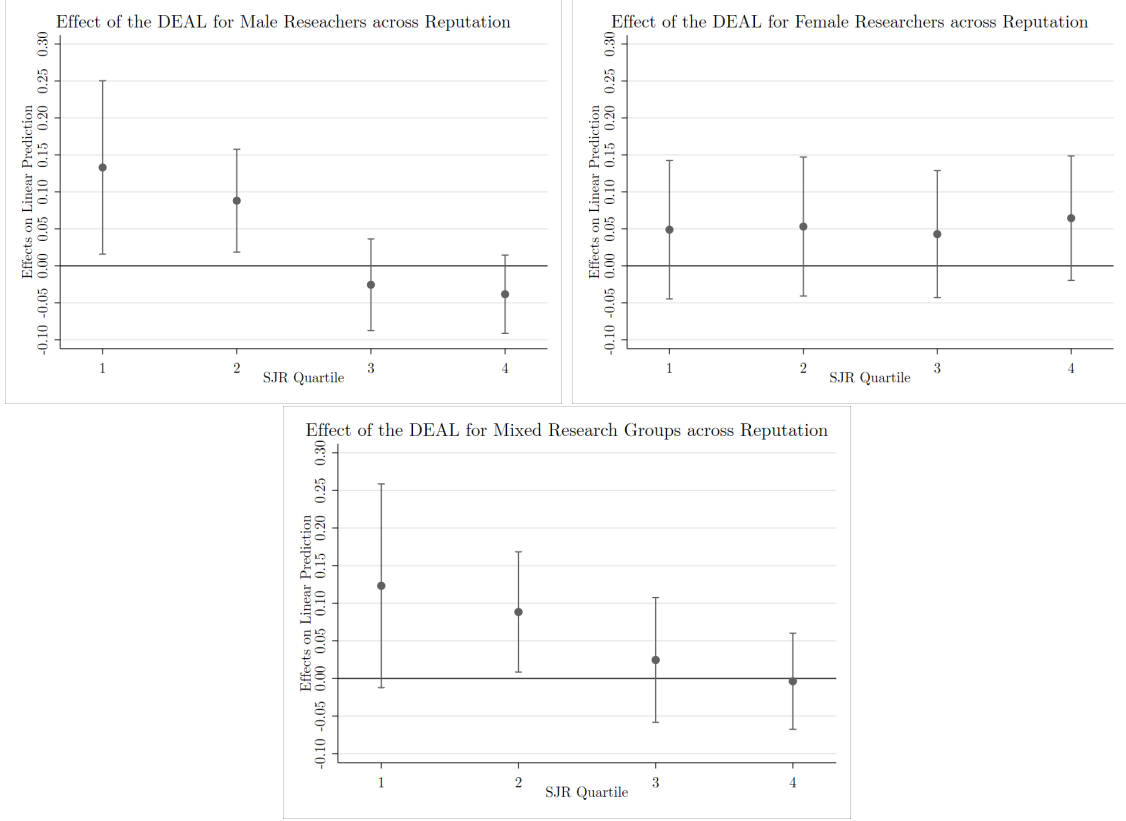 Effect of the DEAL for Male Reseachers across Reputation
Effects on Linear Prediction
0.30
0.25
0.20
0.15
0.10
0.05
0.00
-0.05
-0.10
1 2 3 4
SJR Quartile
Effect of the DEAL for Female Researchers across Reputation
Effects on Linear Prediction
0.30
0.25
0.20
0.15
0.10
0.05
0.00
-0.05
-0.10
1 2 3 4
SJR Quartile
Effect of the DEAL for Mixed Research Groups across Reputation
Effects on Linear Prediction
0.30
0.25
0.20
0.15
0.10
0.05
0.00
-0.05
-0.10
1 2 3 4
SJR Quartile